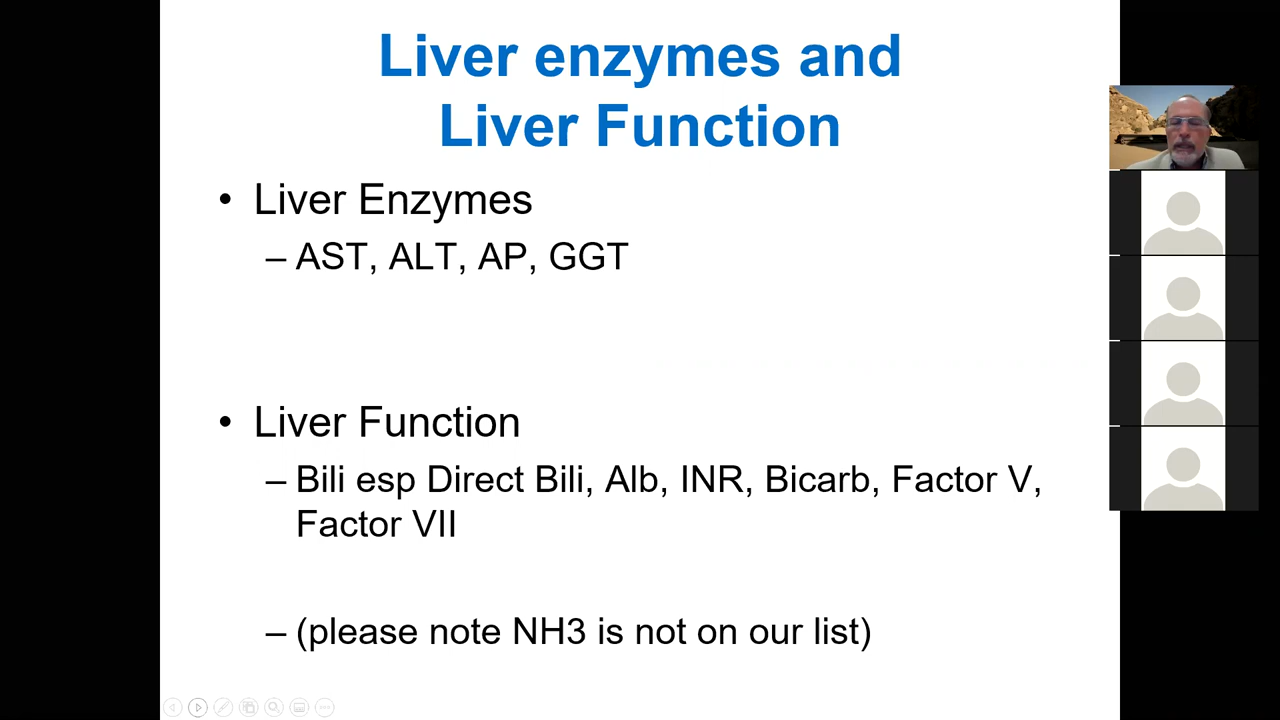 Liver enzymes and
Liver Function
• Liver Enzymes
– AST, ALT, AP, GGT
• Liver Function
– Bili esp Direct Bili, Alb, INR, Bicarb, Factor V,
Factor VII
– (please note NH3 is not on our list)